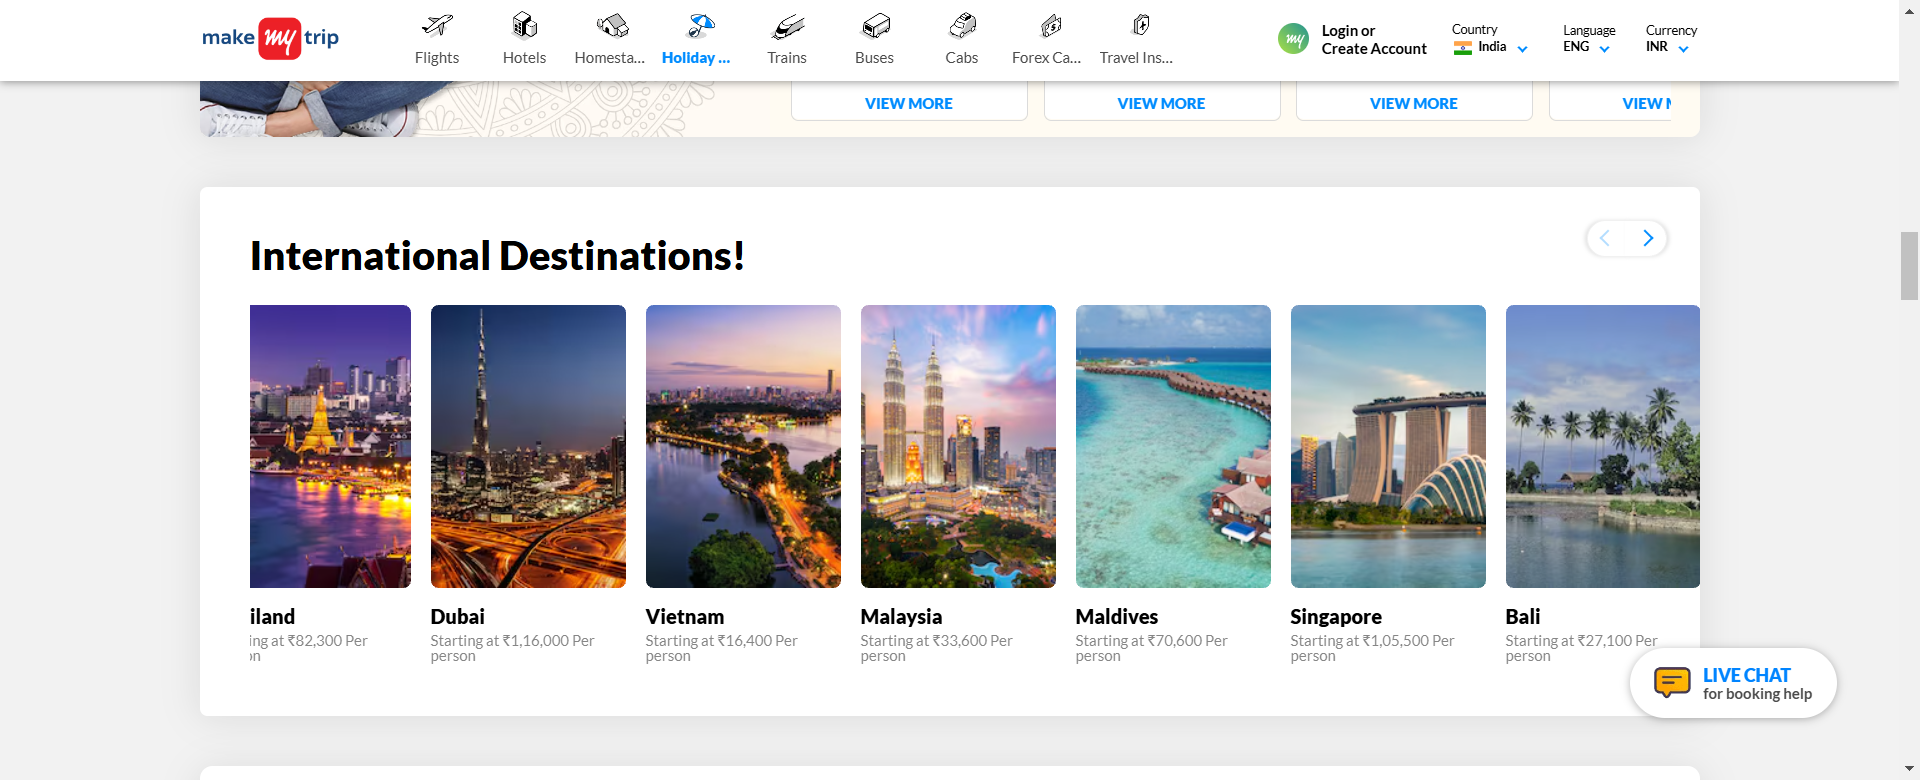 make my trip
Flights
Hotels
Homesta...
Holiday ...
Trains
Buses
Cabs
Forex Ca...
Travel Ins...
my
Login or
Create Account
Country
India
Language
ENG
Currency
INR
VIEW MORE
VIEW MORE
VIEW MORE
VIEW M
International Destinations!
iland
ing at ₹82,300 Per
on
Dubai
Starting at ₹1,16,000 Per
person
Vietnam
Starting at ₹16,400 Per
person
Malaysia
Starting at ₹33,600 Per
person
Maldives
Starting at ₹70,600 Per
person
Singapore
Starting at ₹1,05,500 Per
person
Bali
Starting at ₹27,100 Per
person
LIVE CHAT
for booking help